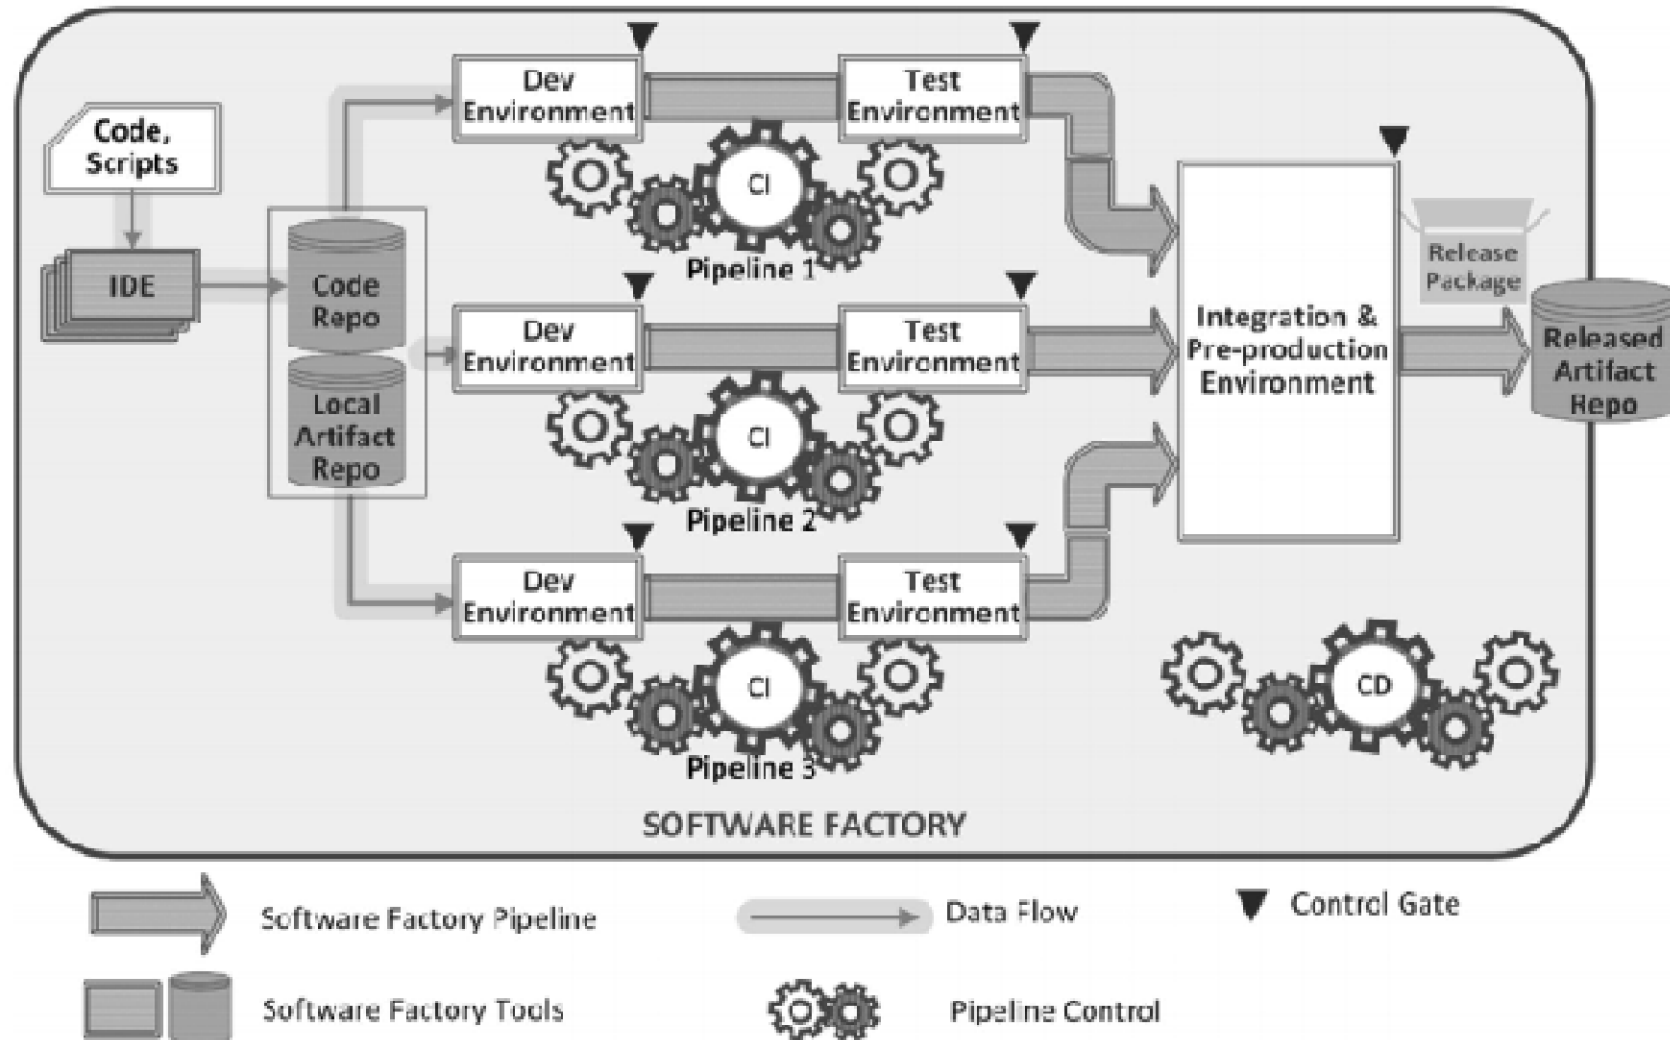 Code,
Scripts
IDE
Code
Repo
Local
Artifact
Repo
Dev
Environment
Test
Environment
CI
Pipeline 1
Dev
Environment
Test
Environment
CI
Pipeline 2
Dev
Environment
Test
Environment
CI
Pipeline 3
Integration &
Pre-production
Environment
Release
Package
Released
Artifact
Repo
CD
SOFTWARE FACTORY
Software Factory Pipeline
Data Flow
Control Gate
Software Factory Tools
Pipeline Control